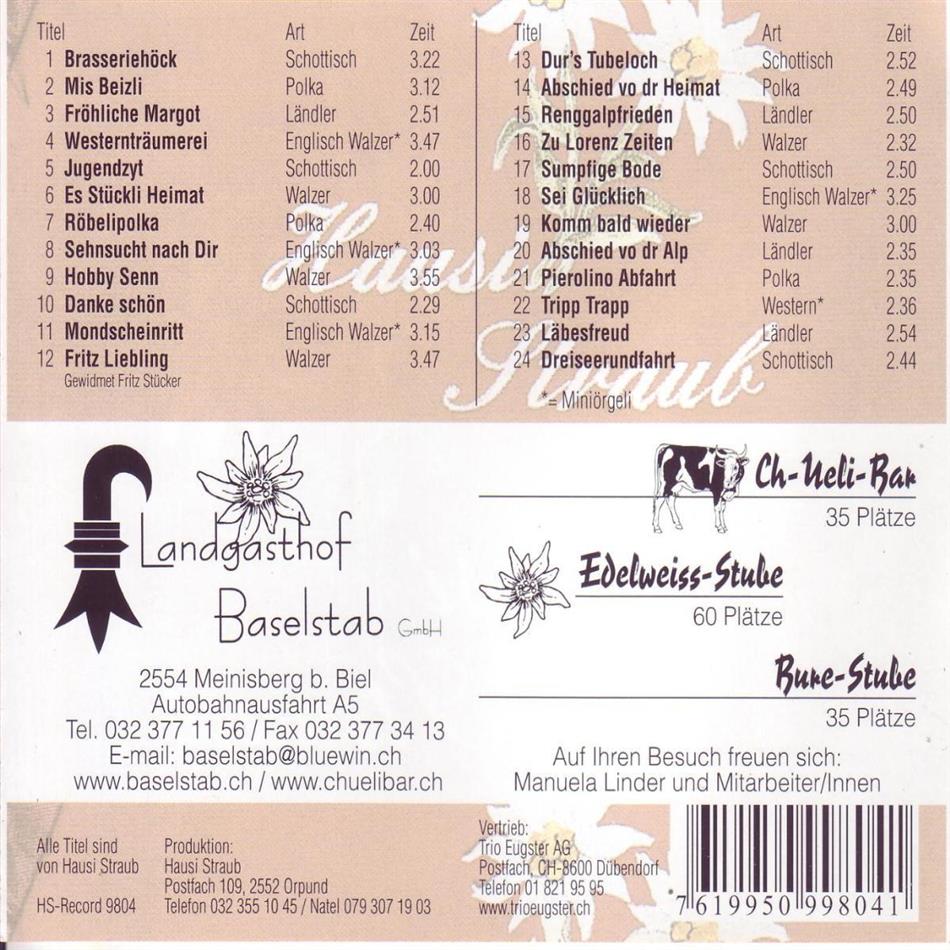 Titel Art Zeit
1 Brasseriehöck Schottisch 3.22
2 Mis Beizli Polka 3.12
3 Fröhliche Margot Ländler 2.51
4 Westernträumerei Englisch Walzer* 3.47
5 Jugendzyt Schottisch 2.00
6 Es Stückli Heimat Walzer 3.00
7 Röbelipolka Polka 2.40
8 Sehnsucht nach Dir Englisch Walzer* 3.03
9 Hobby Senn Walzer 3.55
10 Danke schön Schottisch 2.29
11 Mondscheinritt Englisch Walzer* 3.15
12 Fritz Liebling Walzer 3.47
Gewidmet Fritz Stücker
Titel Art Zeit
13 Dur's Tubeloch Schottisch 2.52
14 Abschied vo dr Heimat Polka 2.49
15 Renggalpfrieden Ländler 2.50
16 Zu Lorenz Zeiten Walzer 2.32
17 Sumpfige Bode Schottisch 2.50
18 Sei Glücklich Englisch Walzer* 3.25
19 Komm bald wieder Walzer 3.00
20 Abschied vo dr Alp Ländler 2.35
21 Pierolino Abfahrt Polka 2.35
22 Tripp Trapp Western* 2.36
23 Läbesfreud Ländler 2.54
24 Dreiseerundfahrt Schottisch 2.44
*= Miniörgeli
Hausi
Straub
Landgasthof
Baselstab GmbH
2554 Meinisberg b. Biel
Autobahnausfahrt A5
Tel. 032 377 11 56 / Fax 032 377 34 13
E-mail: baselstab@bluewin.ch
www.baselstab.ch / www.chuelibar.ch
Ch-Ueli-Bar
35 Plätze
Edelweiss-Stube
60 Plätze
Bure-Stube
35 Plätze
Auf Ihren Besuch freuen sich:
Manuela Linder und Mitarbeiter/Innen
Alle Titel sind
von Hausi Straub
HS-Record 9804
Produktion:
Hausi Straub
Postfach 109, 2552 Orpund
Telefon 032 355 10 45 / Natel 079 307 19 03
Vertrieb:
Trio Eugster AG
Postfach, CH-8600 Dübendorf
Telefon 01 821 95 95
www.trioeugster.ch
7 619950 998041